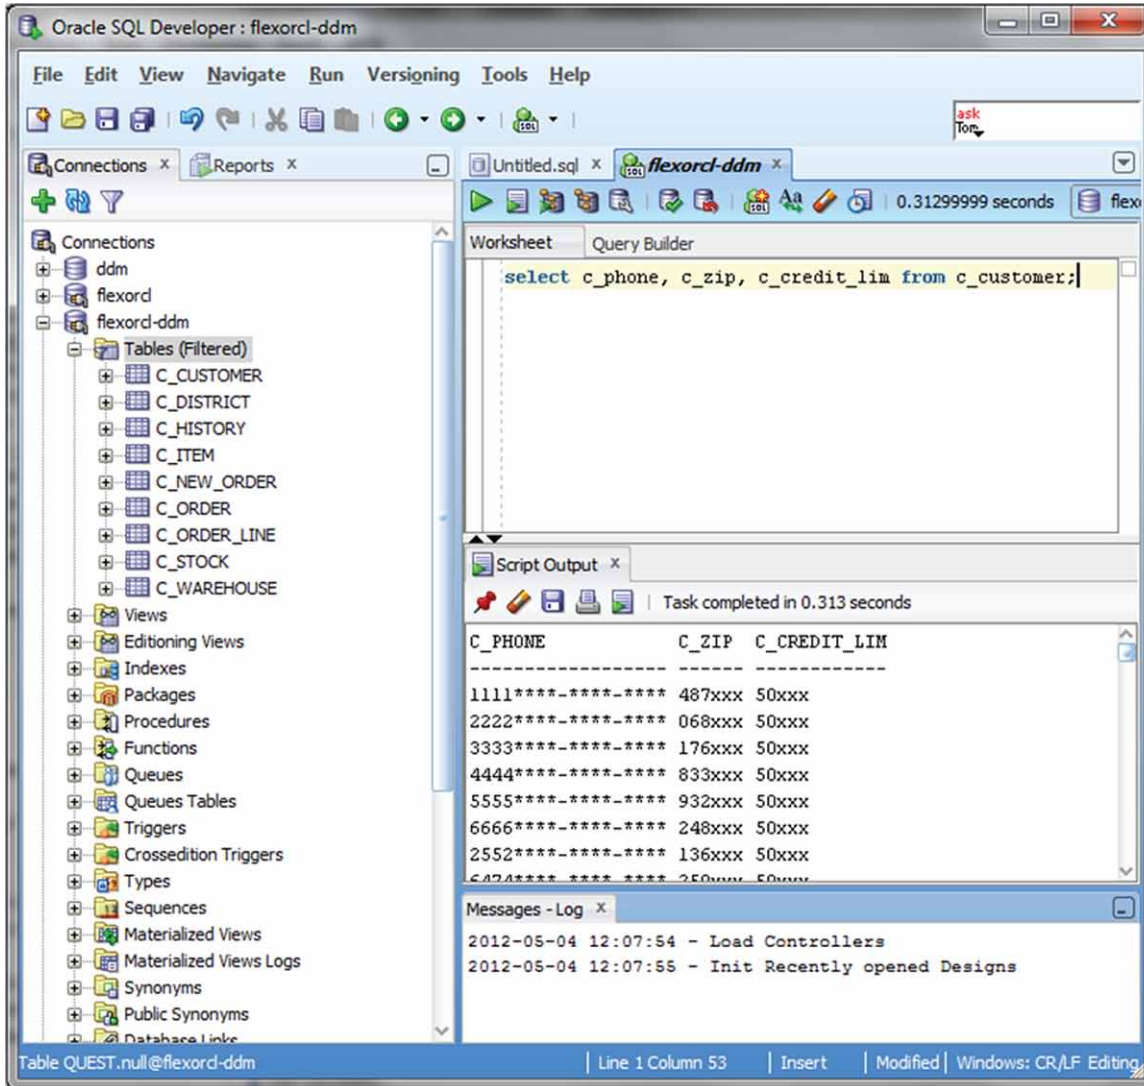 Oracle SQL Developer : flexorcl-ddm
File Edit View Navigate Run Versioning Tools Help
ask
Tom
Connections x Reports x
Connections
ddm
flexorcl
flexorcl-ddm
Tables (Filtered)
C_CUSTOMER
C_DISTRICT
C_HISTORY
C_ITEM
C_NEW_ORDER
C_ORDER
C_ORDER_LINE
C_STOCK
C_WAREHOUSE
Views
Editioning Views
Indexes
Packages
Procedures
Functions
Queues
Queues Tables
Triggers
Crossedition Triggers
Types
Sequences
Materialized Views
Materialized Views Logs
Synonyms
Public Synonyms
Database Links
Untitled.sql x flexorcl-ddm x
0.31299999 seconds
Worksheet Query Builder
select c_phone, c_zip, c_credit_lim from c_customer;
Script Output x
Task completed in 0.313 seconds
C_PHONE C_ZIP C_CREDIT_LIM
------------------ ------ ------------
1111****-****-**** 487xxx 50xxx
2222****-****-**** 068xxx 50xxx
3333****-****-**** 176xxx 50xxx
4444****-****-**** 833xxx 50xxx
5555****-****-**** 932xxx 50xxx
6666****-****-**** 248xxx 50xxx
2552****-****-**** 136xxx 50xxx
Messages - Log x
2012-05-04 12:07:54 - Load Controllers
2012-05-04 12:07:55 - Init Recently opened Designs
Table QUEST.null@flexorcl-ddm Line 1 Column 53 Insert Modified Windows: CR/LF Editing